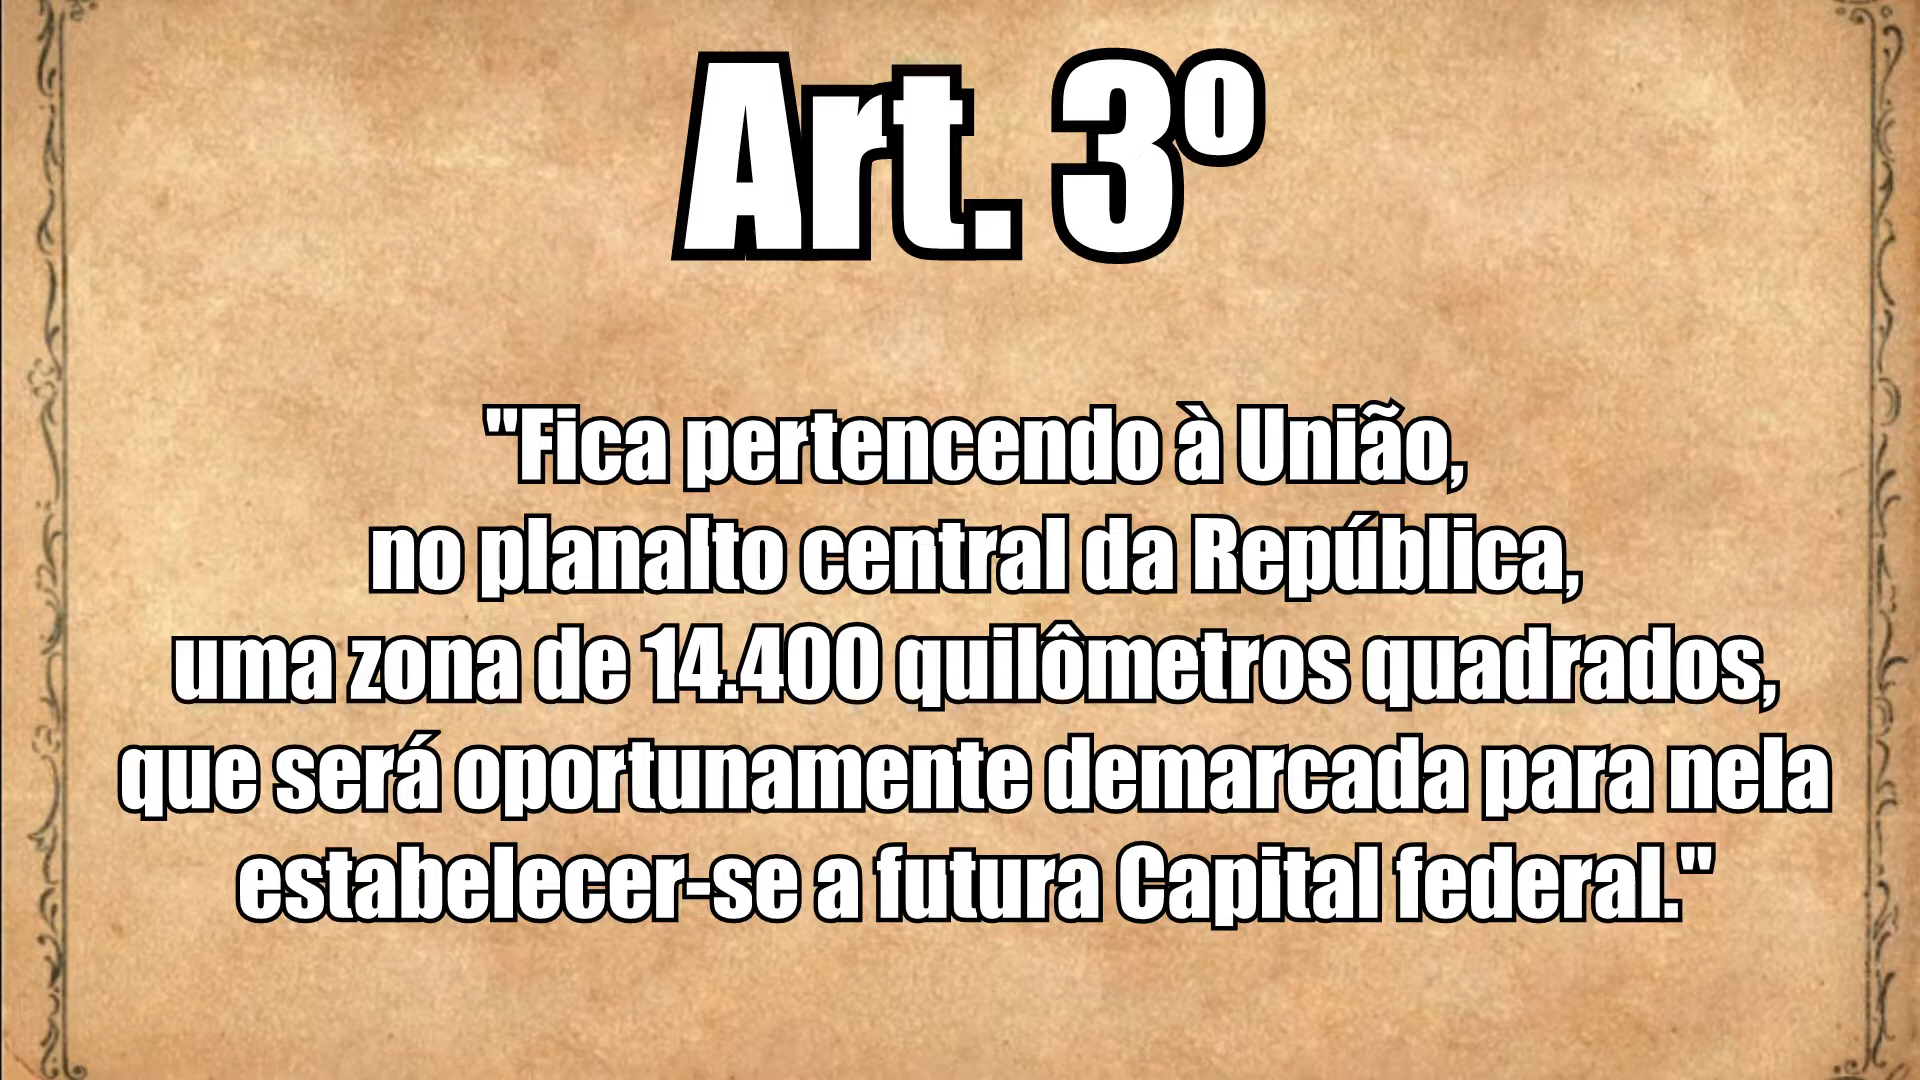 Art. 3º
"Fica pertencendo à União,
no planalto central da República,
uma zona de 14.400 quilômetros quadrados,
que será oportunamente demarcada para nela
estabelecer-se a futura Capital federal."